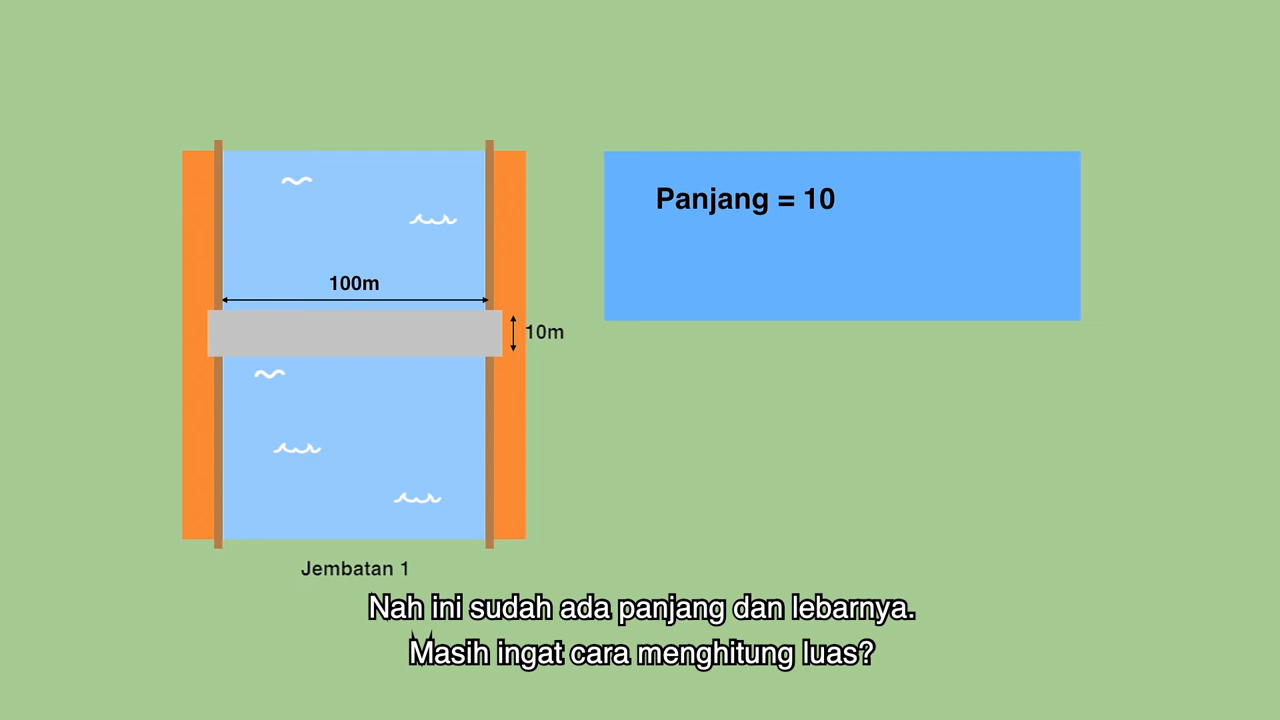 100m
10m
Panjang = 10
Jembatan 1
Nah ini sudah ada panjang dan lebarnya.
Masih ingat cara menghitung luas?